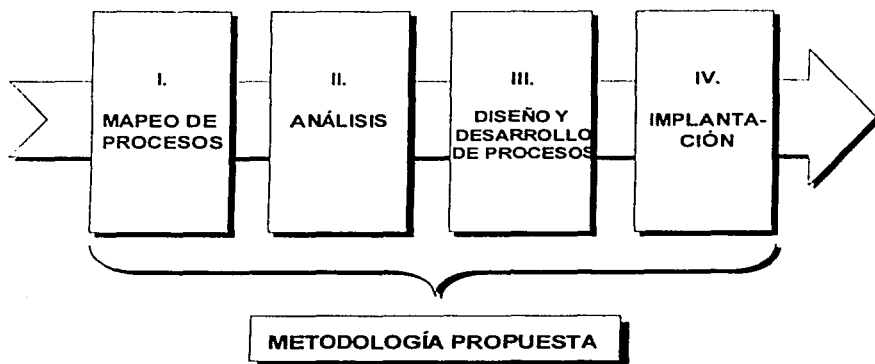 I.
MAPEO DE
PROCESOS
II.
ANÁLISIS
III.
DISEÑO Y
DESARROLLO
DE PROCESOS
IV.
IMPLANTA-
CIÓN
METODOLOGÍA PROPUESTA